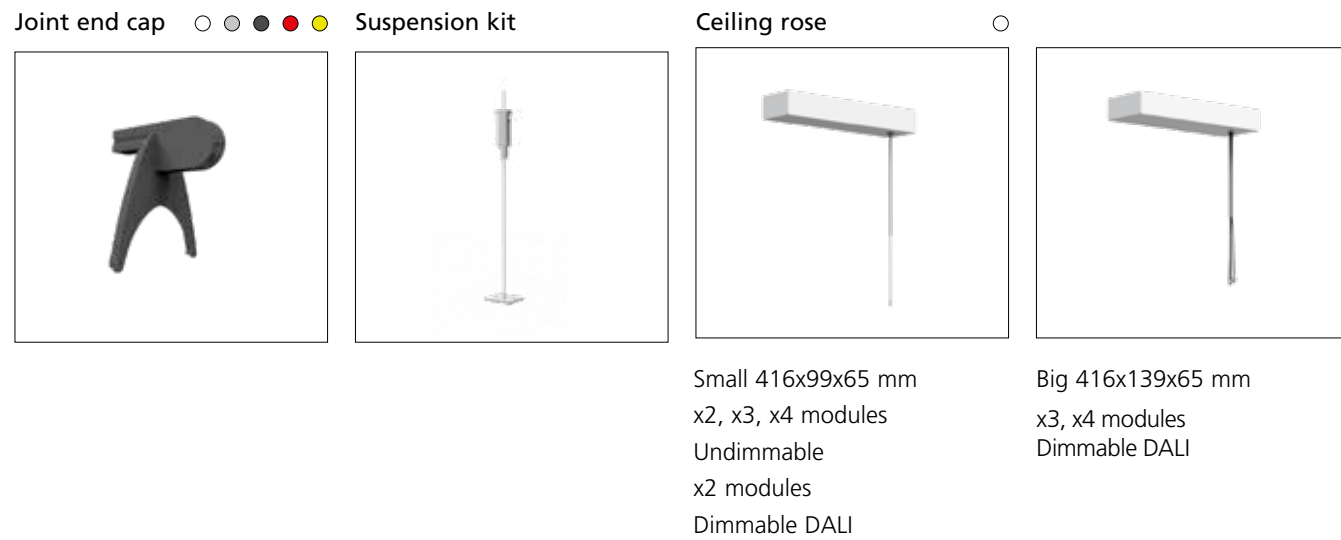 Joint end cap
Suspension kit
Ceiling rose
Small 416x99x65 mm
x2, x3, x4 modules
Undimmable
x2 modules
Dimmable DALI
Big 416x139x65 mm
x3, x4 modules
Dimmable DALI